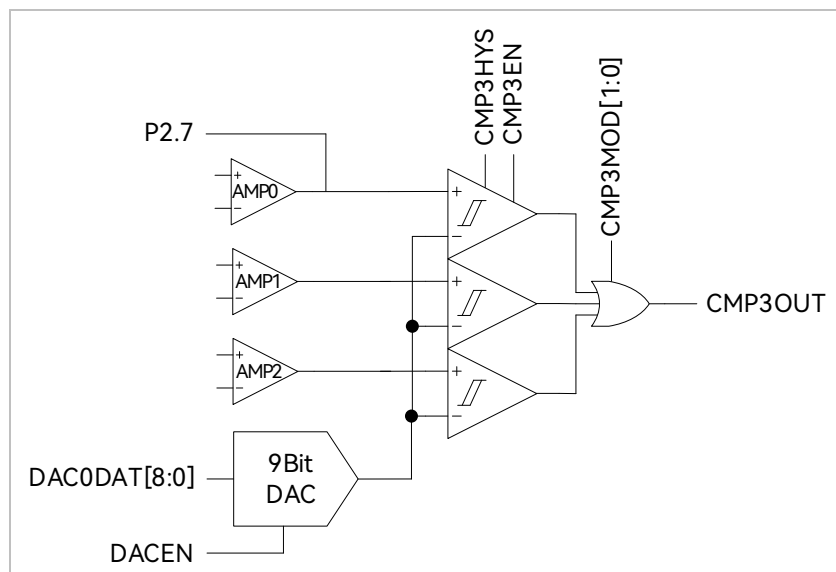 CMP3HYS
CMP3EN
CMP3MOD[1:0]
P2.7
+
AMP0
−
+
−
+
AMP1
−
+
−
CMP3OUT
+
AMP2
−
+
−
9Bit
DAC
DAC0DAT[8:0]
DACEN